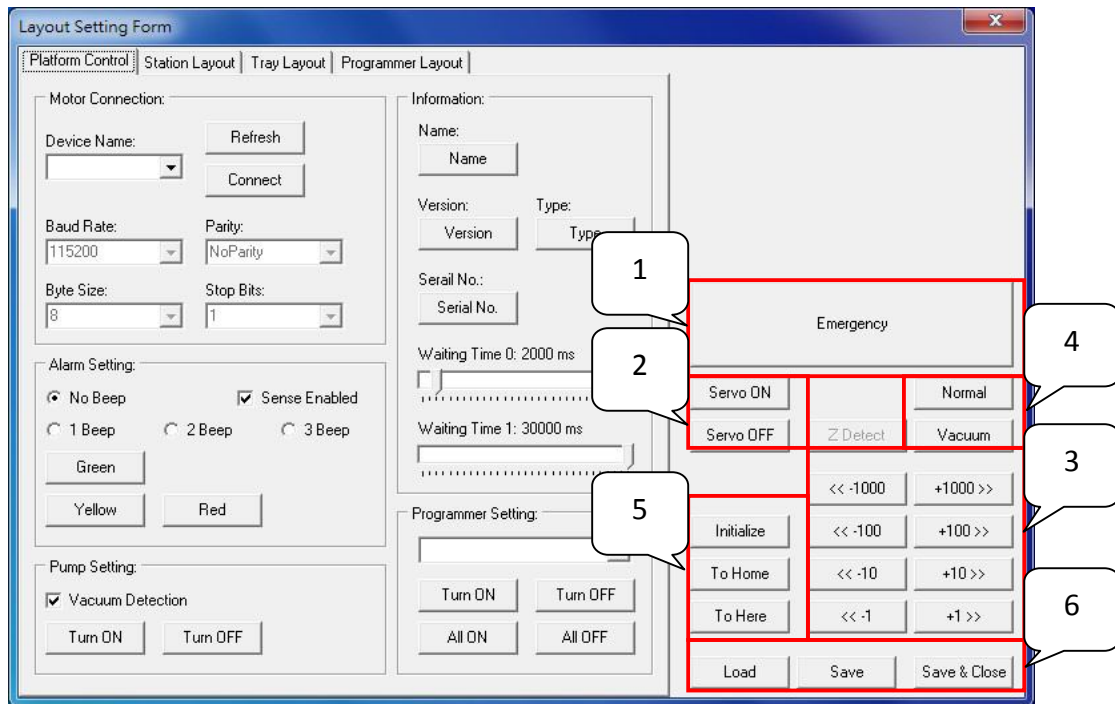 Layout Setting Form
Platform Control Station Layout Tray Layout Programmer Layout
Motor Connection:
Device Name:
Refresh
Connect
Baud Rate: Parity:
115200 NoParity
Byte Size: Stop Bits:
8 1
Alarm Setting:
No Beep Sense Enabled
1 Beep 2 Beep 3 Beep
Green
Yellow Red
Pump Setting:
Vacuum Detection
Turn ON Turn OFF
Information:
Name:
Name
Version: Type:
Version Type
Serail No.:
Serial No.
Waiting Time 0: 2000 ms
Waiting Time 1: 30000 ms
Programmer Setting:
Turn ON Turn OFF
All ON All OFF
1
Emergency
2
4
Servo ON Normal
Servo OFF Z Detect Vacuum
3
<< -1000 +1000 >>
5
Initialize << -100 +100 >>
To Home << -10 +10 >>
To Here << -1 +1 >>
6
Load Save Save & Close